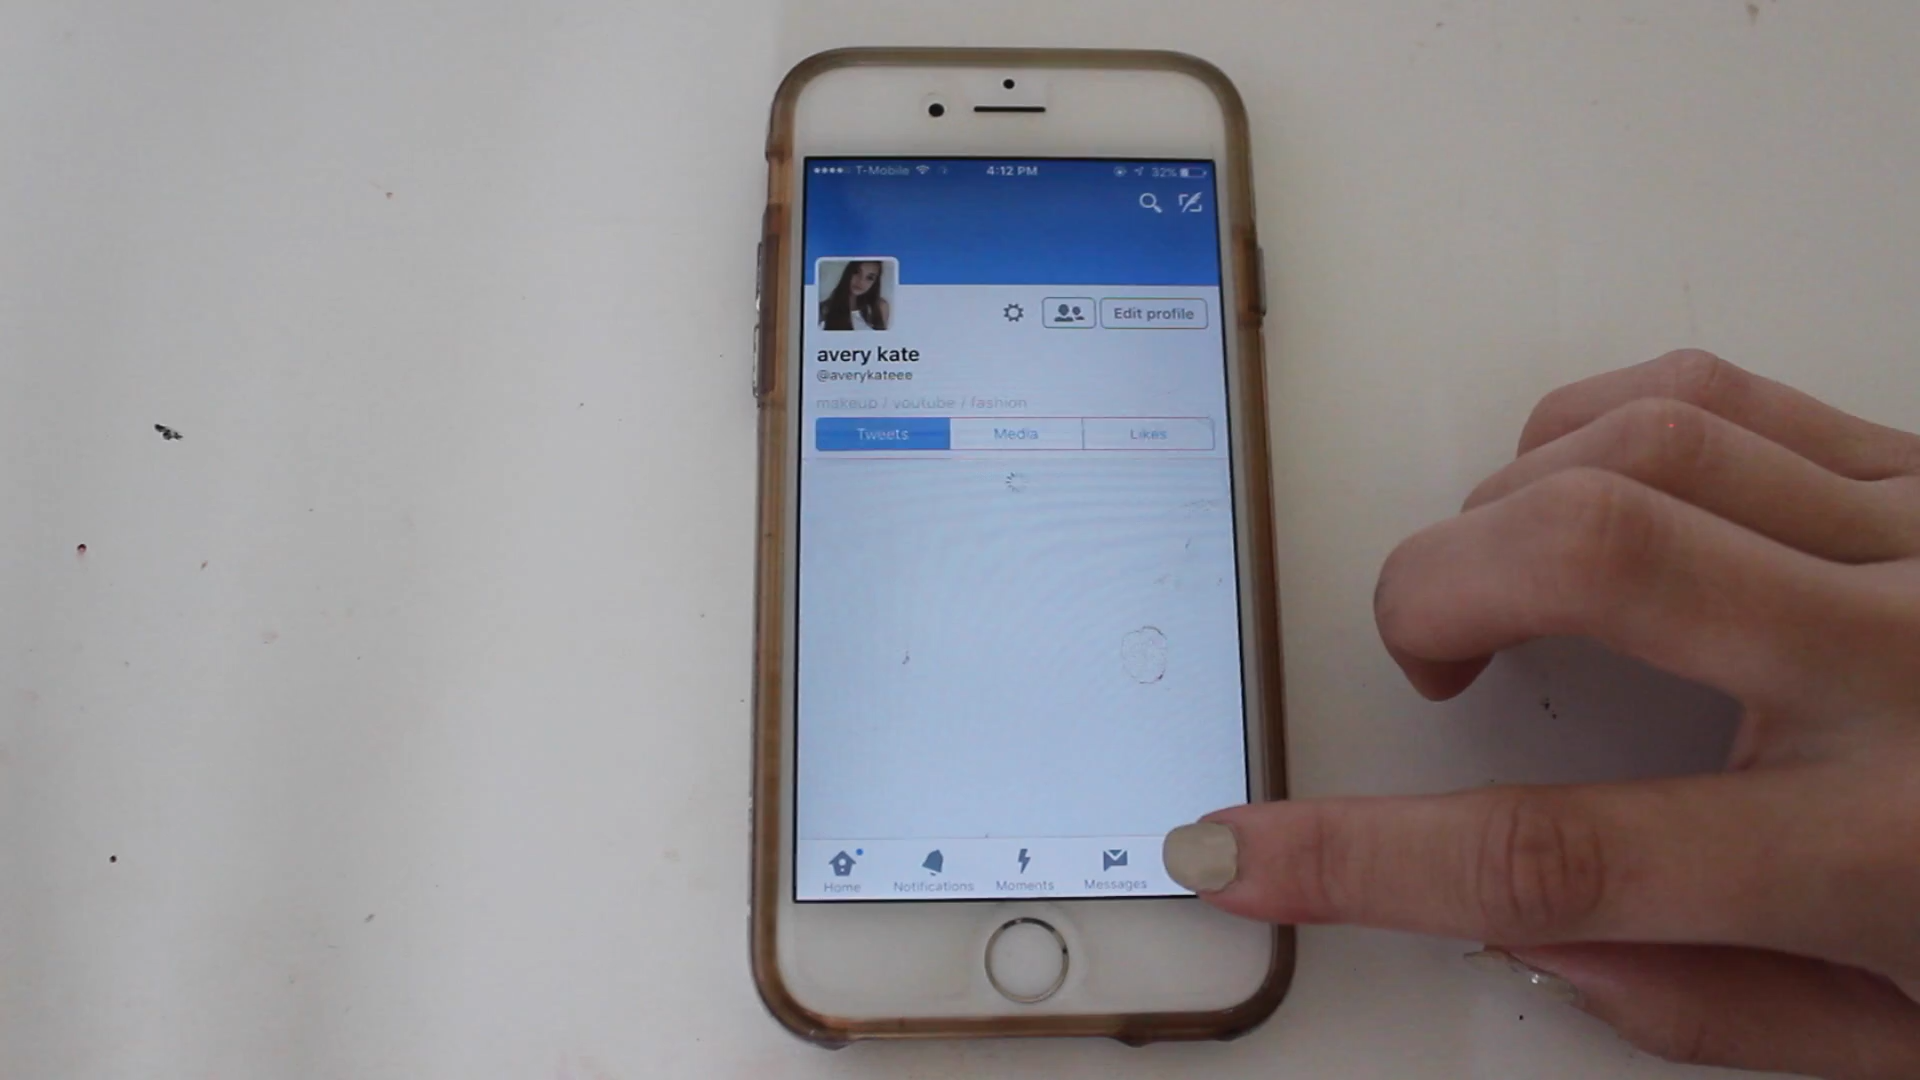 T-Mobile 4:12 PM 32%
Edit profile
avery kate
@averykateee
makeup / youtube / fashion
Tweets Media Likes
Home Notifications Moments Messages